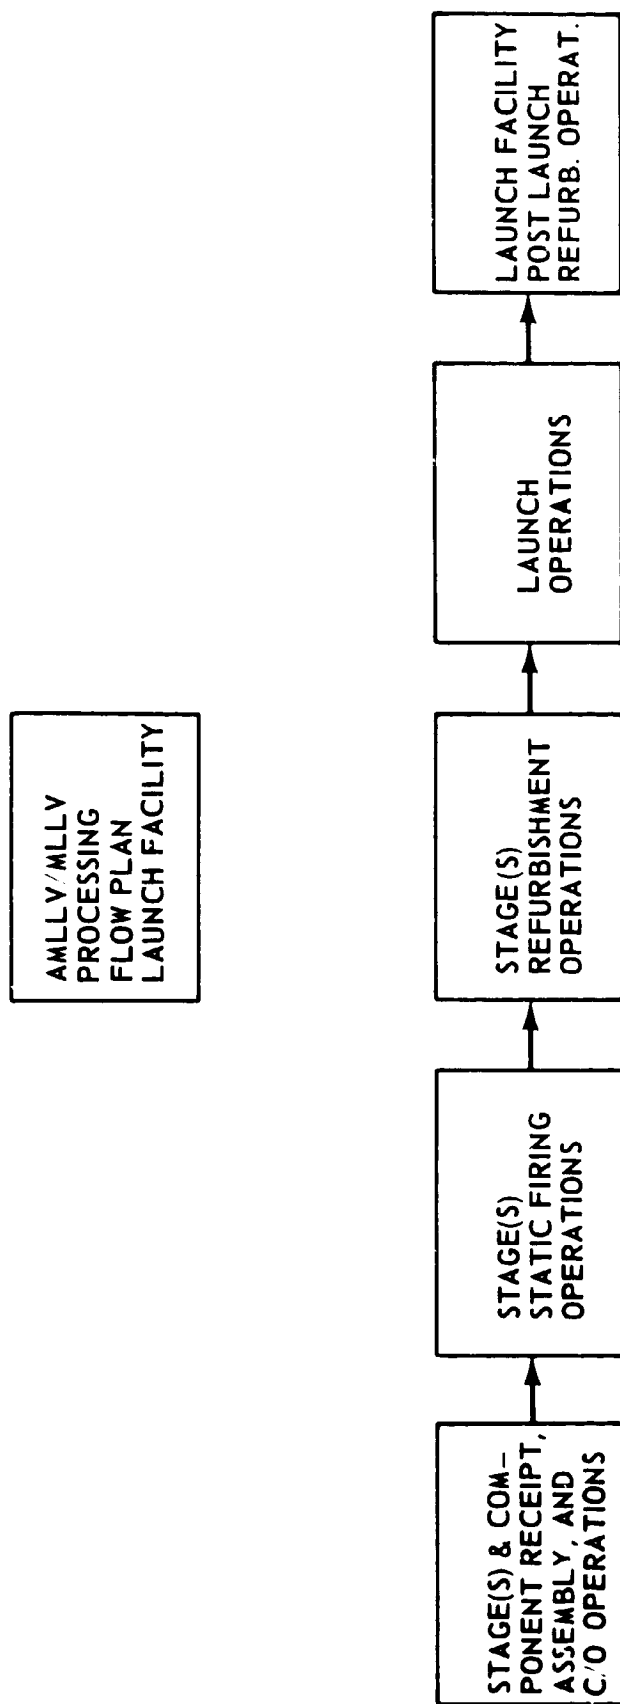 AMLLV/MLLV
PROCESSING
FLOW PLAN
LAUNCH FACILITY
STAGE(S) & COM-
PONENT RECEIPT,
ASSEMBLY, AND
C/O OPERATIONS
STAGE(S)
STATIC FIRING
OPERATIONS
STAGE(S)
REFURBISHMENT
OPERATIONS
LAUNCH
OPERATIONS
LAUNCH FACILITY
POST LAUNCH
REFURB. OPERAT.